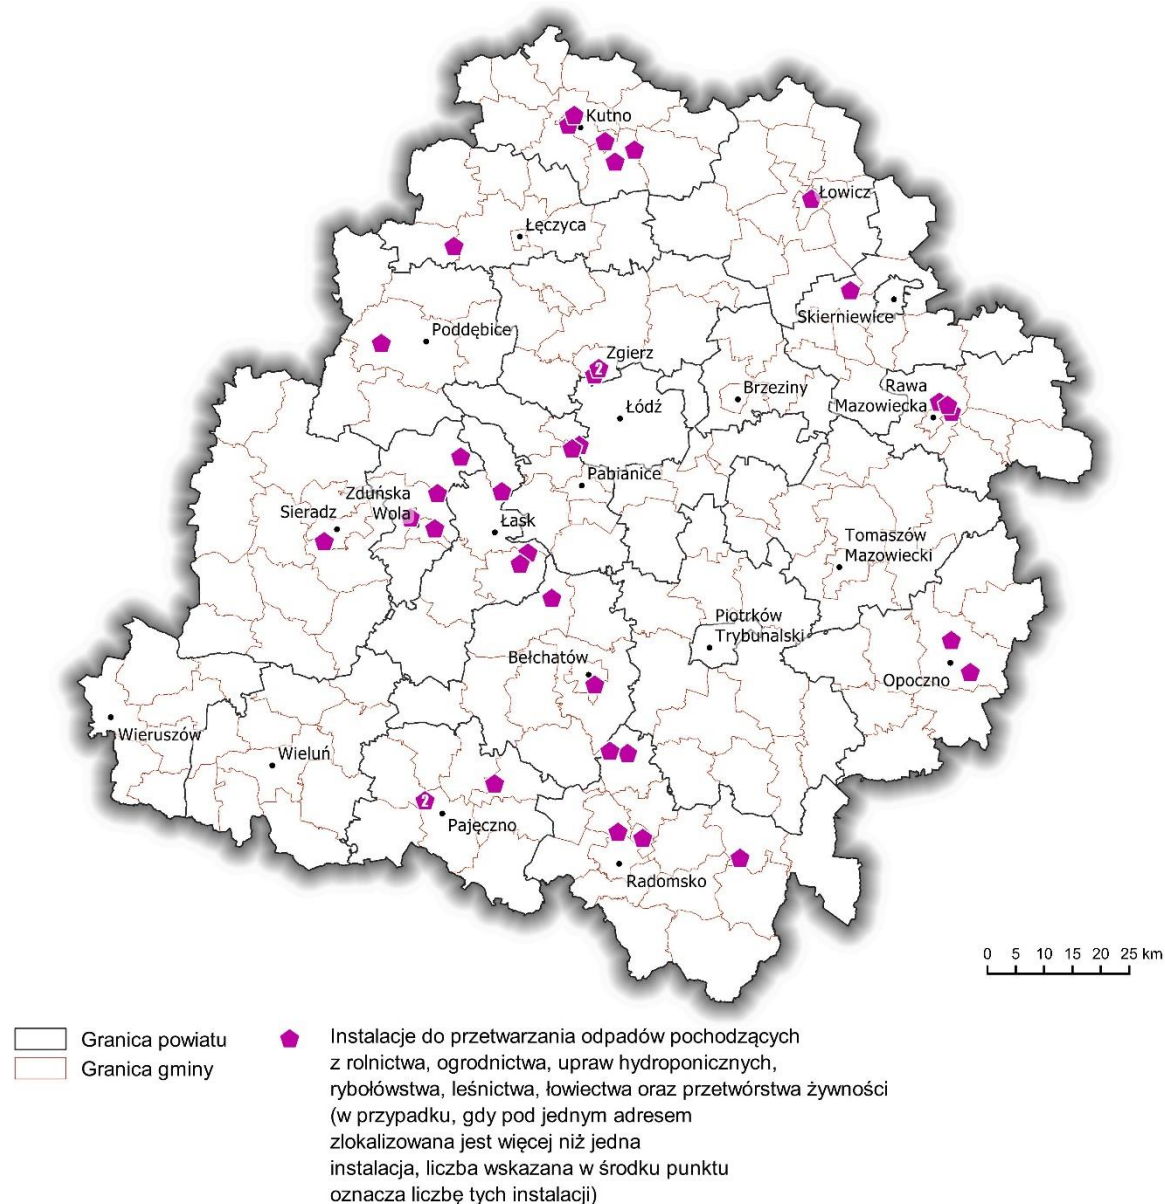 Kutno
Łowicz
Łęczyca
Skierniewice
Poddębice
Zgierz
2
Brzeziny
Rawa
Mazowiecka
Łódź
Pabianice
Zduńska
Wola
Sieradz
Łask
Tomaszów
Mazowiecki
Piotrków
Trybunalski
Bełchatów
Opoczno
Wieruszów
Wieluń
2
Pajęczno
Radomsko
0 5 10 15 20 25 km
Granica powiatu
Granica gminy
Instalacje do przetwarzania odpadów pochodzących
z rolnictwa, ogrodnictwa, upraw hydroponicznych,
rybołówstwa, leśnictwa, łowiectwa oraz przetwórstwa żywności
(w przypadku, gdy pod jednym adresem
zlokalizowana jest więcej niż jedna
instalacja, liczba wskazana w środku punktu
oznacza liczbę tych instalacji)